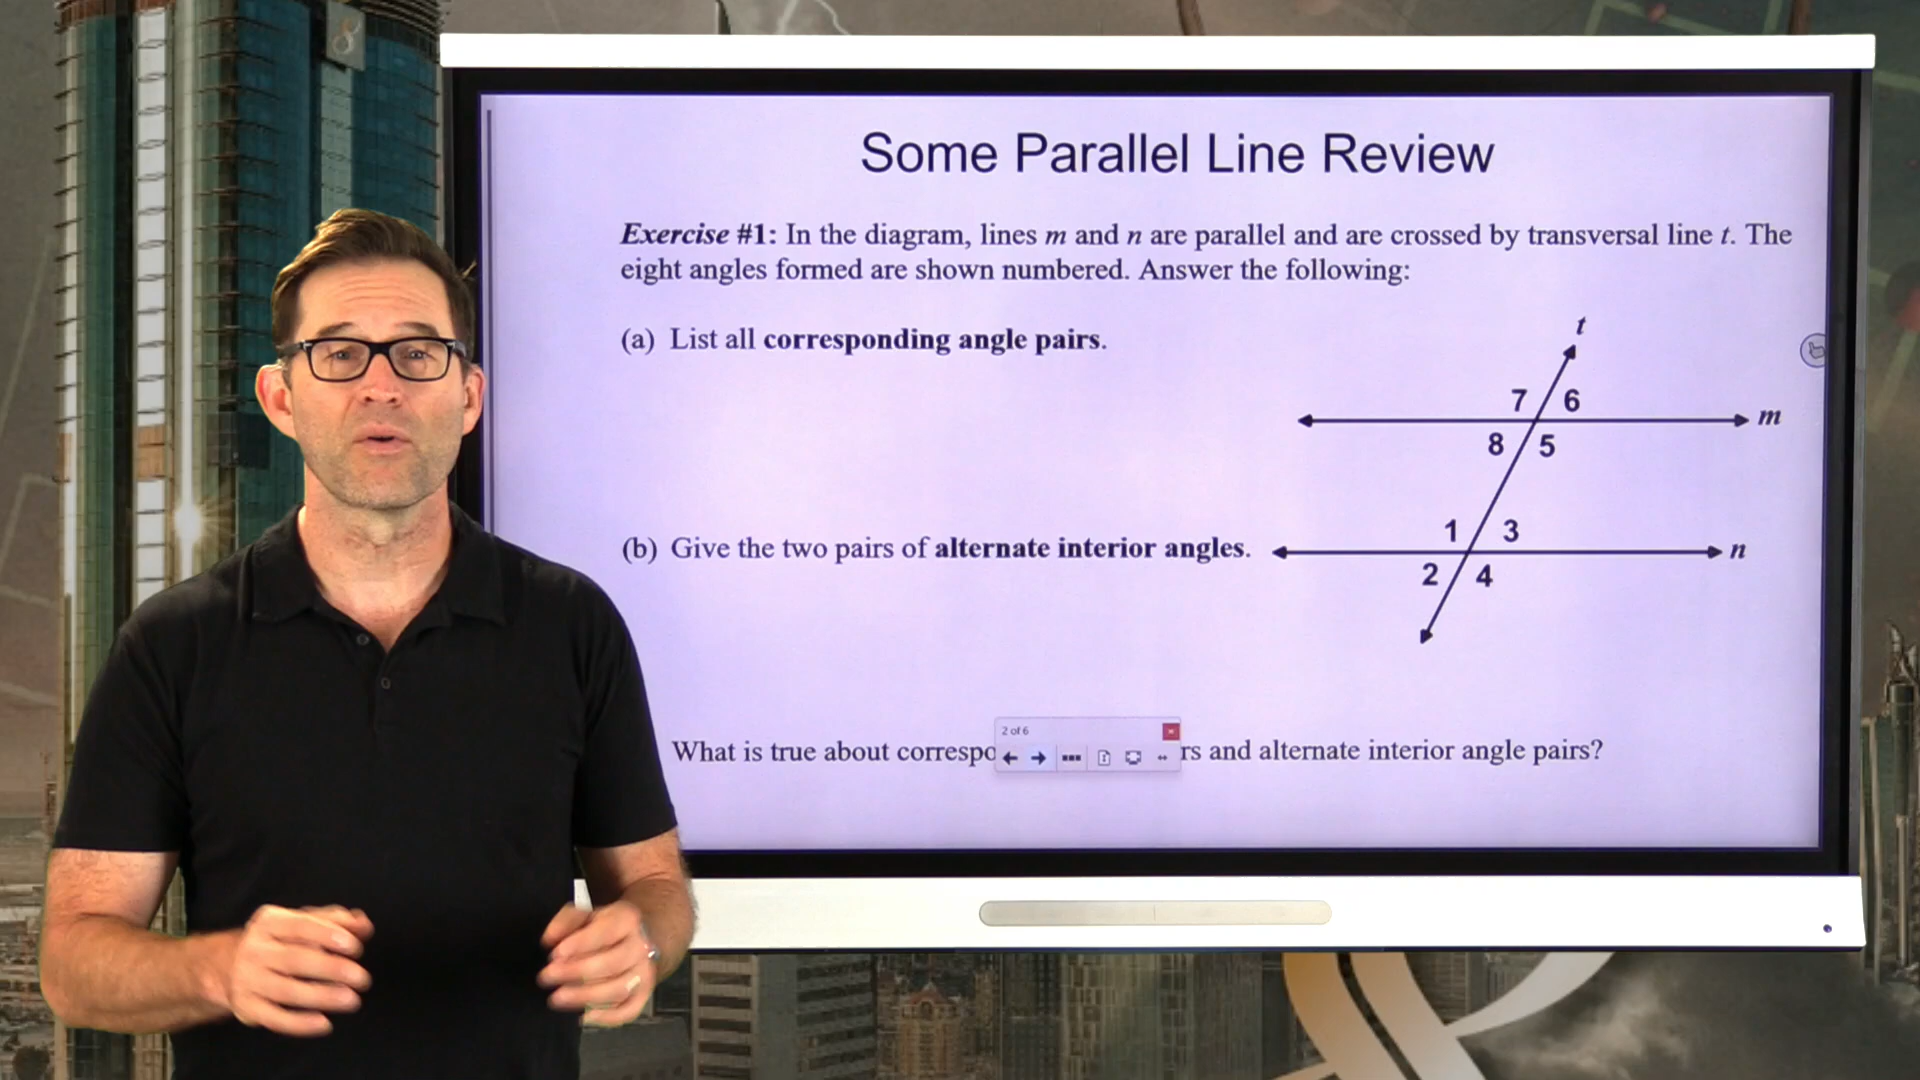 Some Parallel Line Review
Exercise #1: In the diagram, lines m and n are parallel and are crossed by transversal line t. The
eight angles formed are shown numbered. Answer the following:
(a) List all corresponding angle pairs.
t
7 6
m
8 5
(b) Give the two pairs of alternate interior angles.
1 3
n
2 4
2 of 6
What is true about correspo
rs and alternate interior angle pairs?